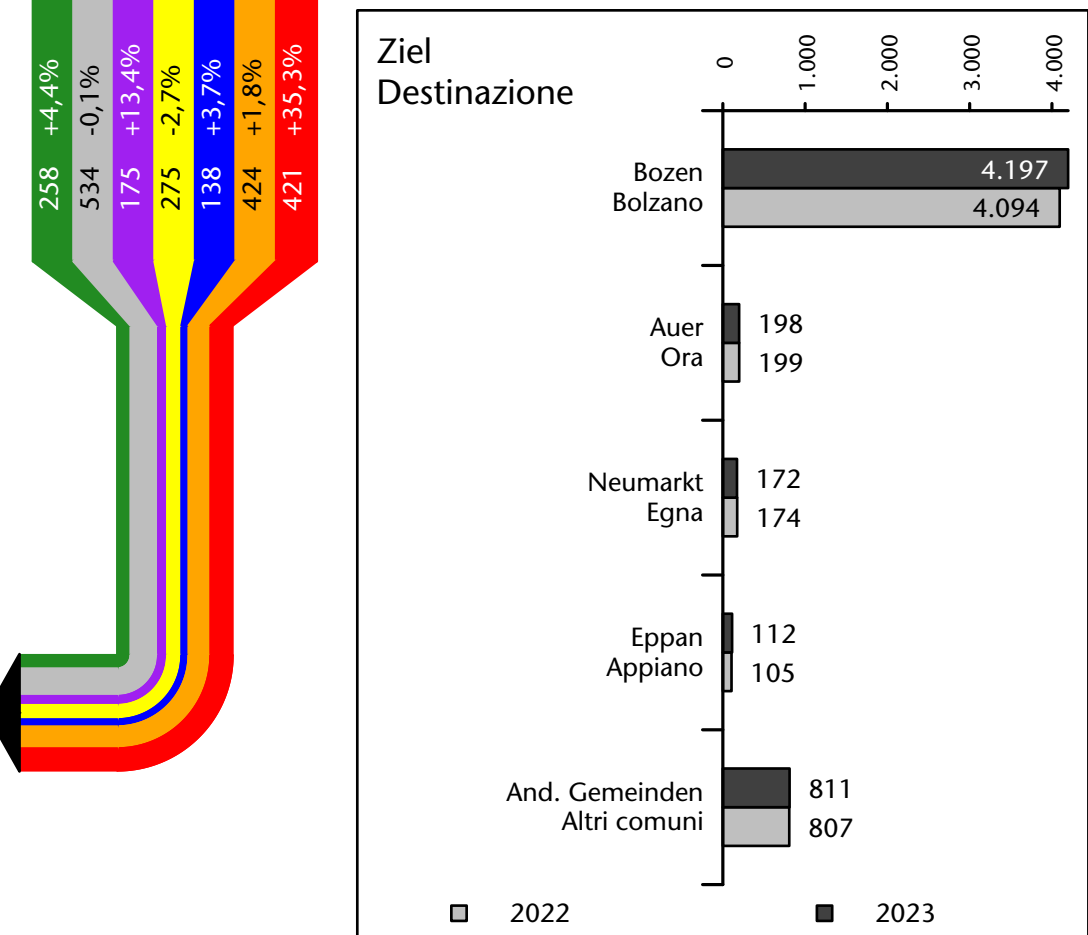 258 +4,4%
534 -0,1%
175 +13,4%
275 -2,7%
138 +3,7%
424 +1,8%
421 +35,3%
Ziel
Destinazione
0
1.000
2.000
3.000
4.000
Bozen
Bolzano
4.197
4.094
Auer
Ora
198
199
Neumarkt
Egna
172
174
Eppan
Appiano
112
105
And. Gemeinden
Altri comuni
811
807
2022
2023